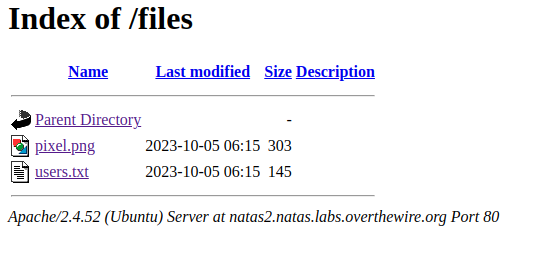 Index of /files
Name Last modified Size Description
Parent Directory -
pixel.png 2023-10-05 06:15 303
users.txt 2023-10-05 06:15 145
Apache/2.4.52 (Ubuntu) Server at natas2.natas.labs.overthewire.org Port 80